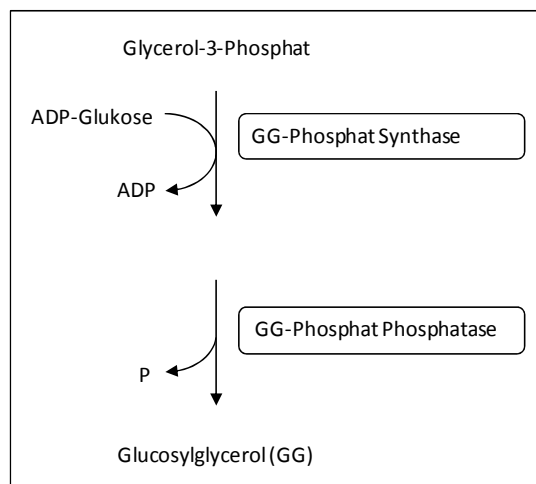 Glycerol-3-Phosphat
ADP-Glukose
GG-Phosphat Synthase
ADP
GG-Phosphat Phosphatase
P
Glucosylglycerol (GG)